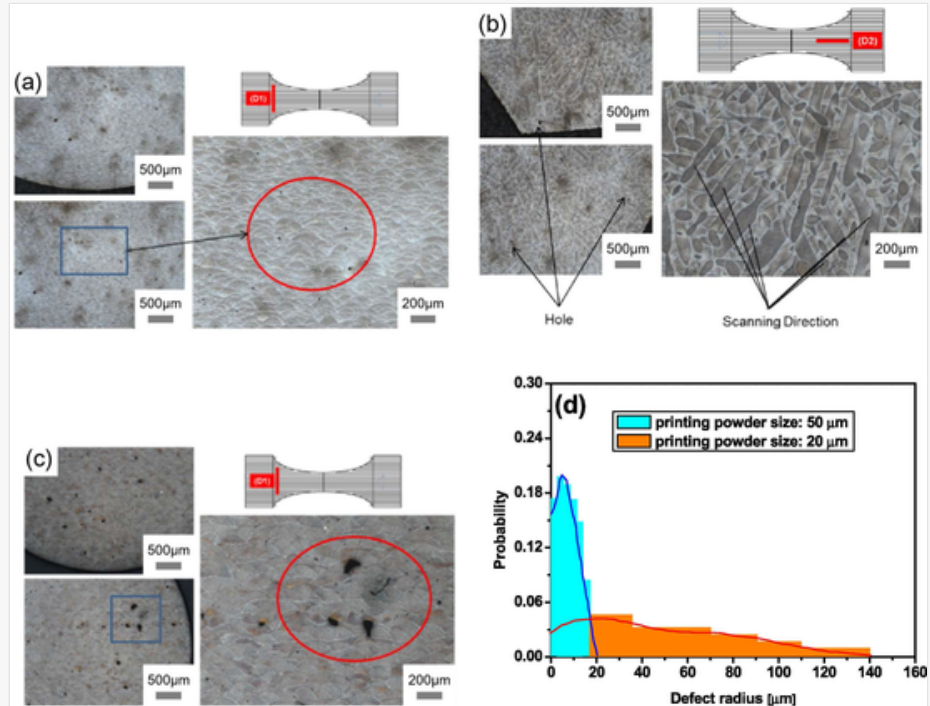 (a)
(D1)
500μm
500μm
200μm
(b)
(D2)
500μm
500μm
200μm
Hole
Scanning Direction
(c)
(D1)
500μm
500μm
200μm
(d)
printing powder size: 50 μm
printing powder size: 20 μm
Probability
0.30
0.24
0.18
0.12
0.06
0.00
0 20 40 60 80 100 120 140 160
Defect radius [μm]